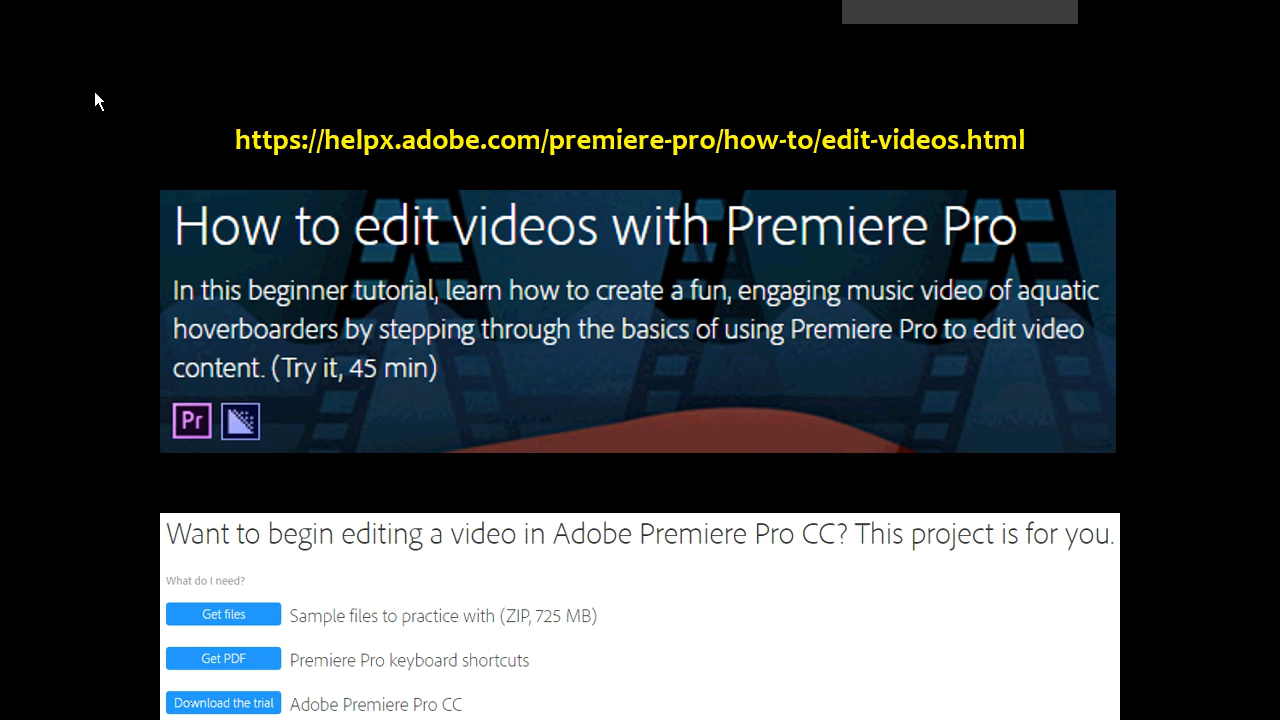 https://helpx.adobe.com/premiere-pro/how-to/edit-videos.html
How to edit videos with Premiere Pro
In this beginner tutorial, learn how to create a fun, engaging music video of aquatic
hoverboarders by stepping through the basics of using Premiere Pro to edit video
content. (Try it, 45 min)
Pr
Want to begin editing a video in Adobe Premiere Pro CC? This project is for you.
What do I need?
Get files Sample files to practice with (ZIP, 725 MB)
Get PDF Premiere Pro keyboard shortcuts
Download the trial Adobe Premiere Pro CC